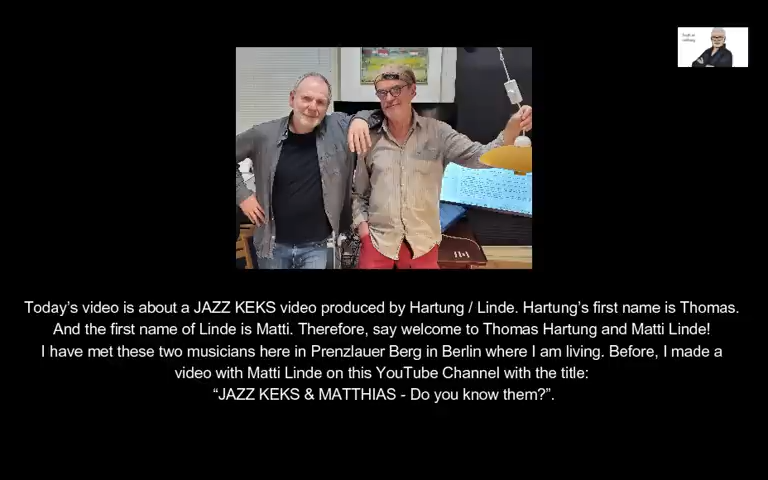 Today’s video is about a JAZZ KEKS video produced by Hartung / Linde. Hartung’s first name is Thomas.
And the first name of Linde is Matti. Therefore, say welcome to Thomas Hartung and Matti Linde!
I have met these two musicians here in Prenzlauer Berg in Berlin where I am living. Before, I made a
video with Matti Linde on this YouTube Channel with the title:
“JAZZ KEKS & MATTHIAS - Do you know them?”.